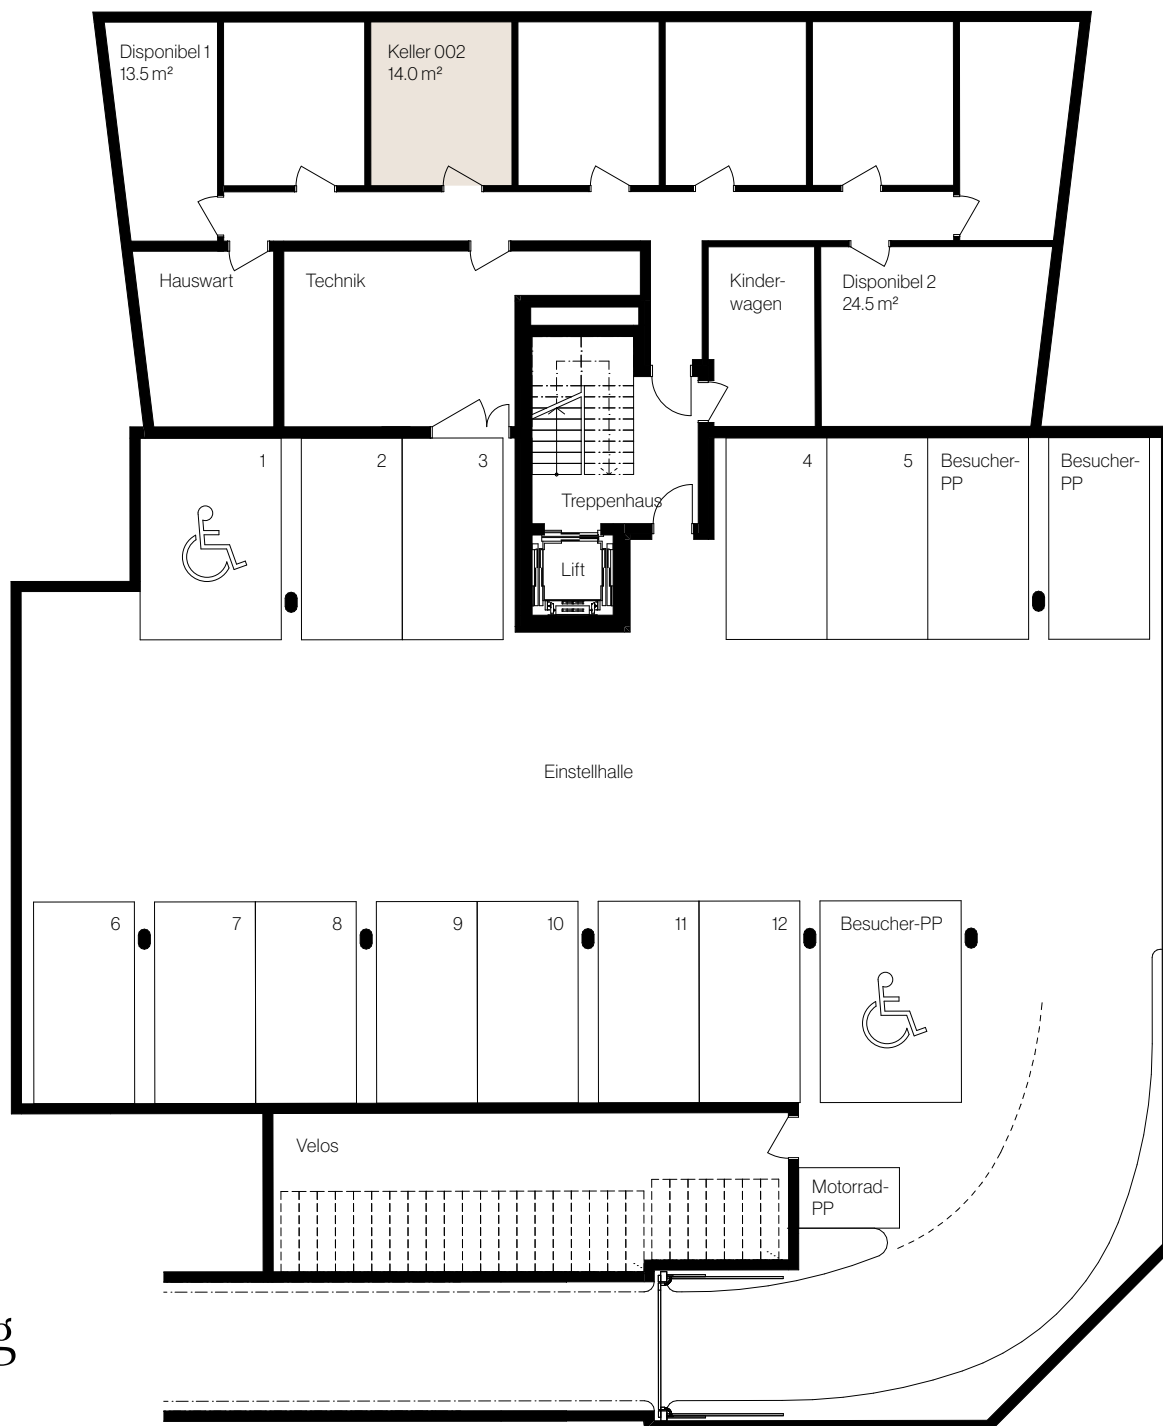 Disponibel 1
13.5 m²
Keller 002
14.0 m²
Hauswart
Technik
Kinder-
wagen
Disponibel 2
24.5 m²
1
2
3
Treppenhaus
Lift
4
5
Besucher-
PP
Besucher-
PP
Einstellhalle
6
7
8
9
10
11
12
Besucher-PP
Velos
Motorrad-
PP
g